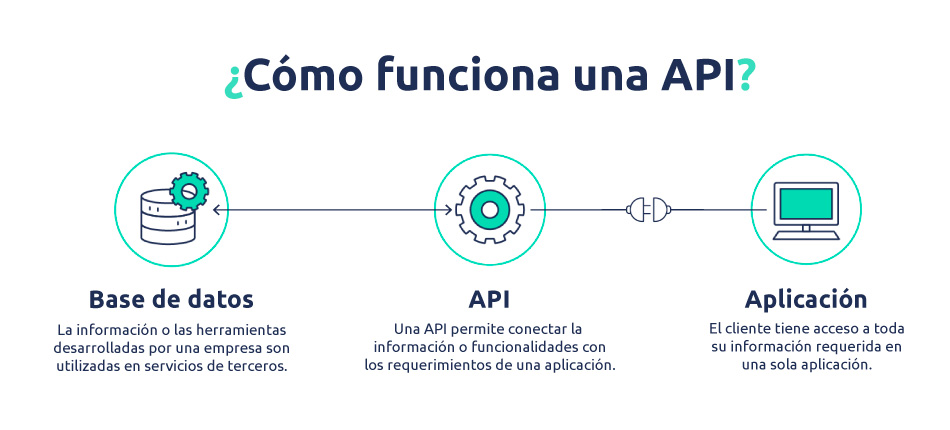 ¿Cómo funciona una API?
Base de datos
La información o las herramientas
desarrolladas por una empresa son
utilizadas en servicios de terceros.
API
Una API permite conectar la
información o funcionalidades con
los requerimientos de una aplicación.
Aplicación
El cliente tiene acceso a toda
su información requerida en
una sola aplicación.